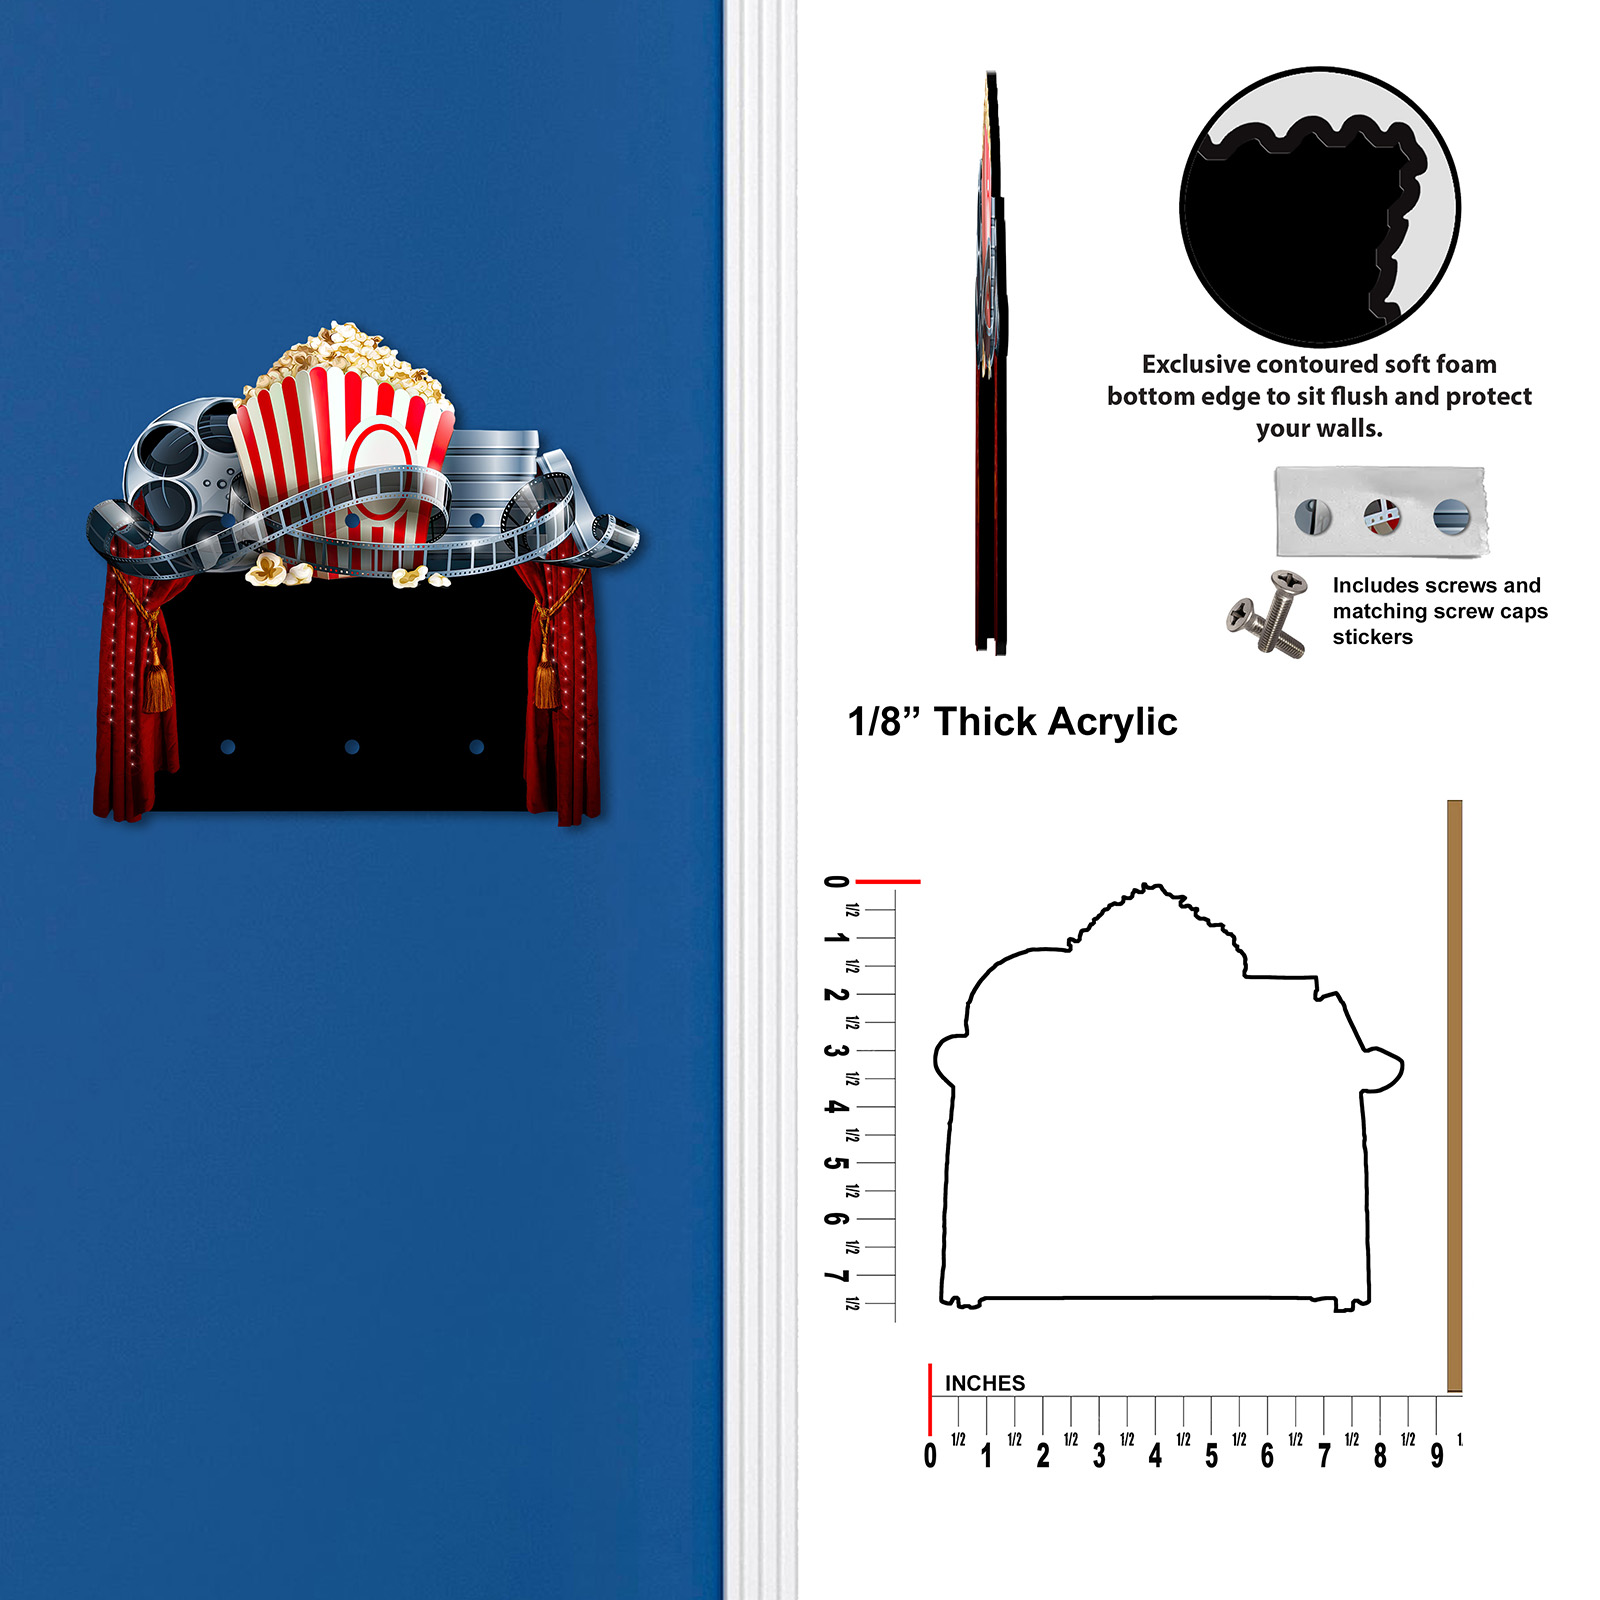 Exclusive contoured soft foam
bottom edge to sit flush and protect
your walls.
Includes screws and
matching screw caps
stickers
1/8” Thick Acrylic
0
1/2
1
1/2
2
1/2
3
1/2
4
1/2
5
1/2
6
1/2
7
1/2
INCHES
0 1/2 1 1/2 2 1/2 3 1/2 4 1/2 5 1/2 6 1/2 7 1/2 8 1/2 9 1